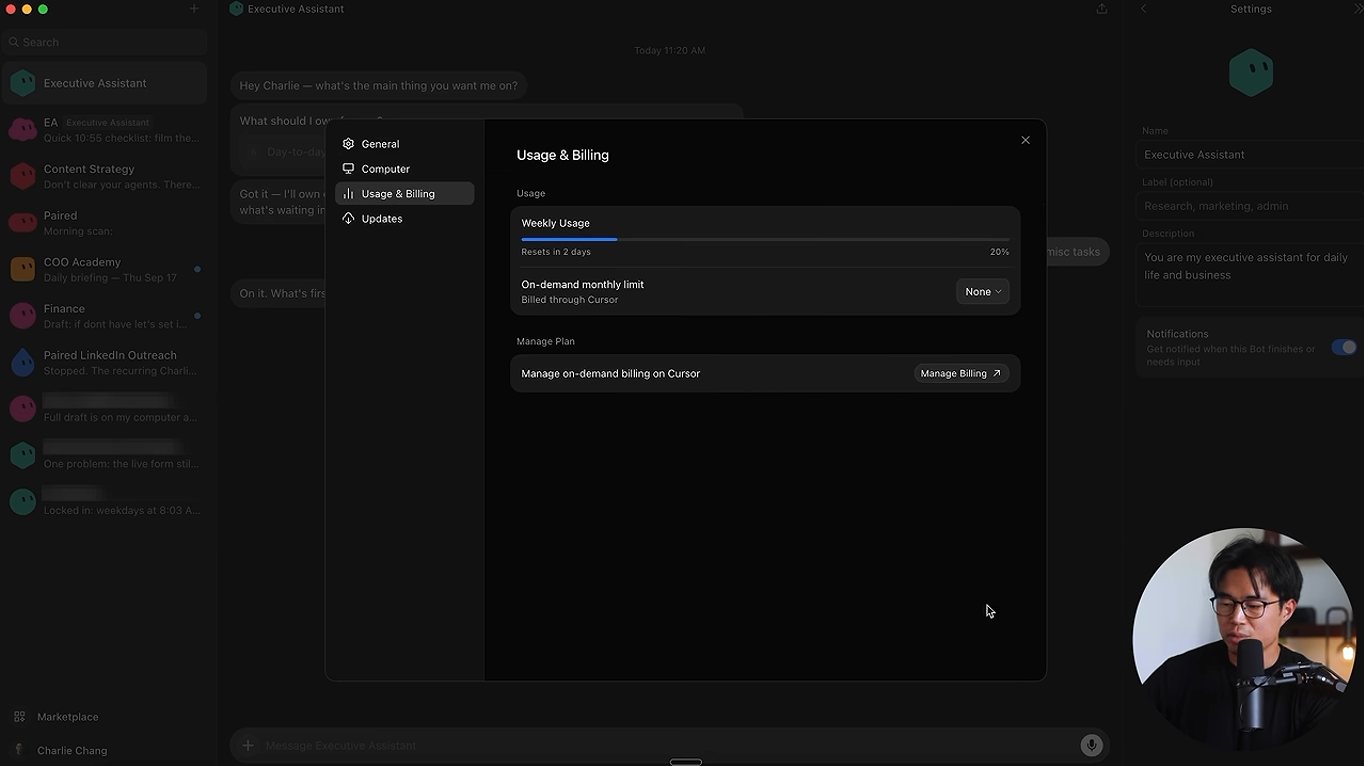 Search
Executive Assistant
EA Executive Assistant
Quick 10:55 checklist: film the...
Content Strategy
Don't clear your agents. There...
Paired
Morning scan:
COO Academy
Daily briefing — Thu Sep 17
Finance
Draft: if dont have let's set i...
Paired LinkedIn Outreach
Stopped. The recurring Charli...
Full draft is on my computer a...
One problem: the live form stil...
Locked in: weekdays at 8:03 A...
Marketplace
Charlie Chang
Executive Assistant
Today 11:20 AM
Hey Charlie — what's the main thing you want me on?
What should I own
Day-to-day
Got it — I'll own
what's waiting in
misc tasks
On it. What's firs
Message Executive Assistant
General
Computer
Usage & Billing
Updates
Usage & Billing
Usage
Weekly Usage
Resets in 2 days
20%
On-demand monthly limit
Billed through Cursor
None
Manage Plan
Manage on-demand billing on Cursor
Manage Billing
Settings
Name
Executive Assistant
Label (optional)
Research, marketing, admin
Description
You are my executive assistant for daily
life and business
Notifications
Get notified when this Bot finishes or
needs input